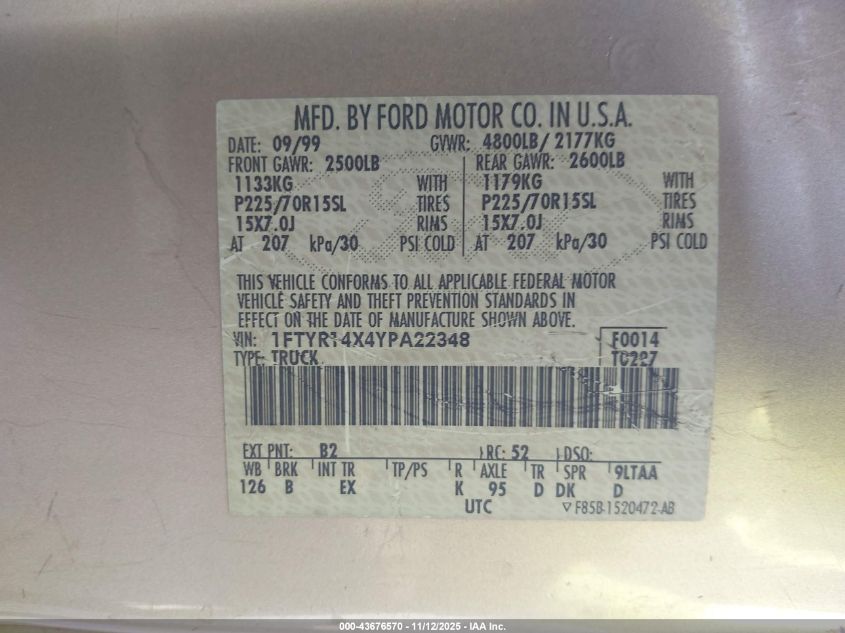 MFD. BY FORD MOTOR CO. IN U.S.A.
DATE: 09/99 GVWR: 4800LB/ 2177KG
FRONT GAWR: 2500LB REAR GAWR: 2600LB
1133KG WITH 1179KG WITH
P225/70R15SL TIRES P225/70R15SL TIRES
15X7.0J RIMS 15X7.0J RIMS
AT 207 kPa/30 PSI COLD AT 207 kPa/30 PSI COLD
THIS VEHICLE CONFORMS TO ALL APPLICABLE FEDERAL MOTOR
VEHICLE SAFETY AND THEFT PREVENTION STANDARDS IN
EFFECT ON THE DATE OF MANUFACTURE SHOWN ABOVE.
VIN: 1FTYR14X4YPA22348 F0014
TYPE: TRUCK T0227
EXT PNT: B2 RC: 52 DSO:
WB BRK INT TR TP/PS R AXLE TR SPR 9LTAA
126 B EX K 95 D DK D
UTC ▽F85B-1520472-AB
000-43676570 - 11/12/2025 - IAA Inc.